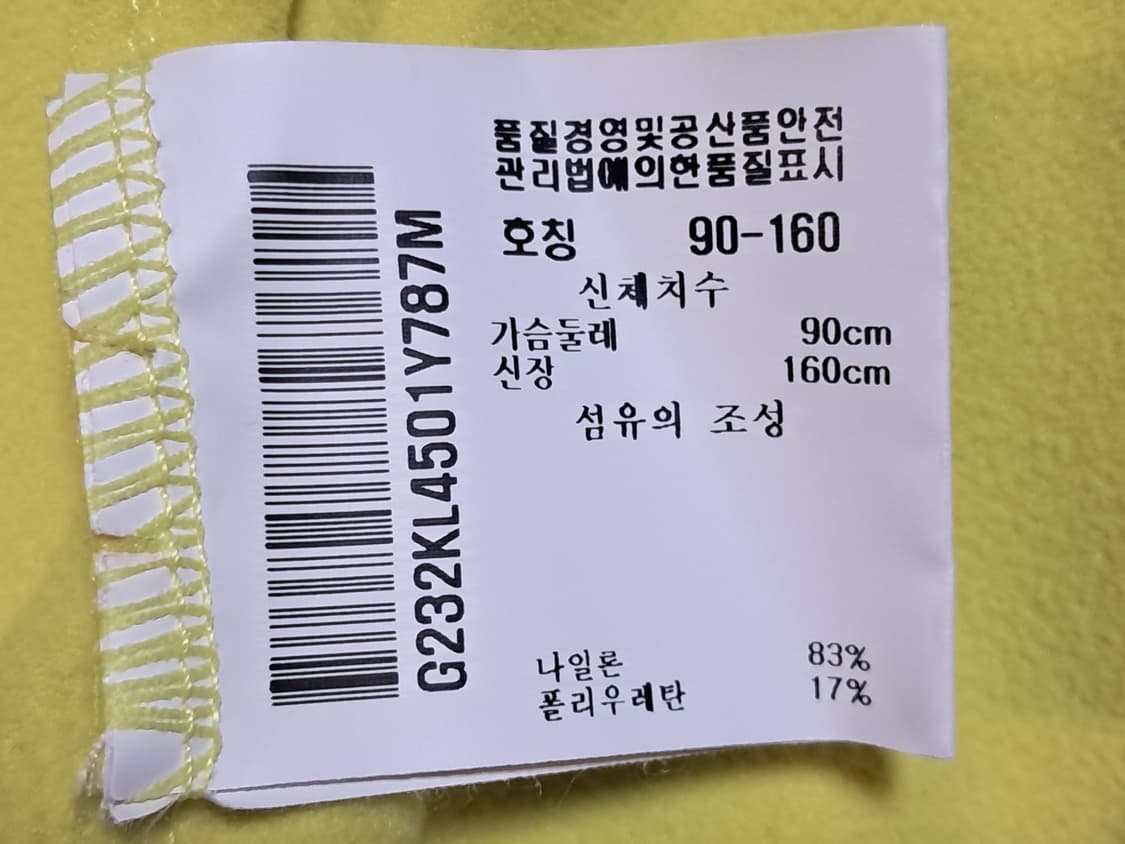 품질경영및공산품안전
관리법에의한품질표시
호칭 90-160
신체치수
가슴둘레 90cm
신장 160cm
섬유의 조성
나일론 83%
폴리우레탄 17%
G232KL4501Y787M